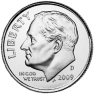 LIBERTY
IN GOD
WE TRUST
D
2009